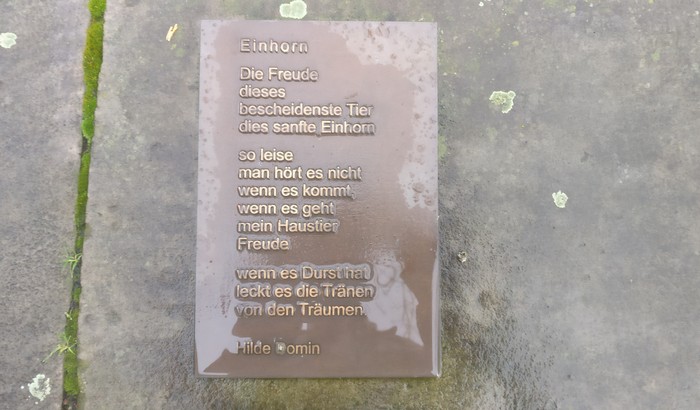 Einhorn
Die Freude
dieses
bescheidenste Tier
dies sanfte Einhorn
so leise
man hört es nicht
wenn es kommt,
wenn es geht
mein Haustier
Freude
wenn es Durst hat
leckt es die Tränen
von den Träumen.
Hilde Domin